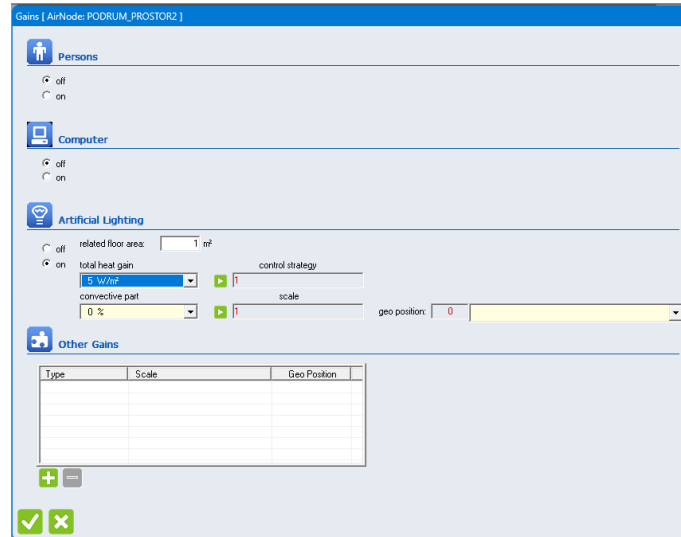 Gains [ AirNode: PODRUM_PROSTOR2 ]
Persons
off
on
Computer
off
on
Artificial Lighting
off related floor area: 1 m²
on total heat gain control strategy
5 W/m² 1
convective part scale
0 % 1 geo position: 0
Other Gains
Type Scale Geo Position